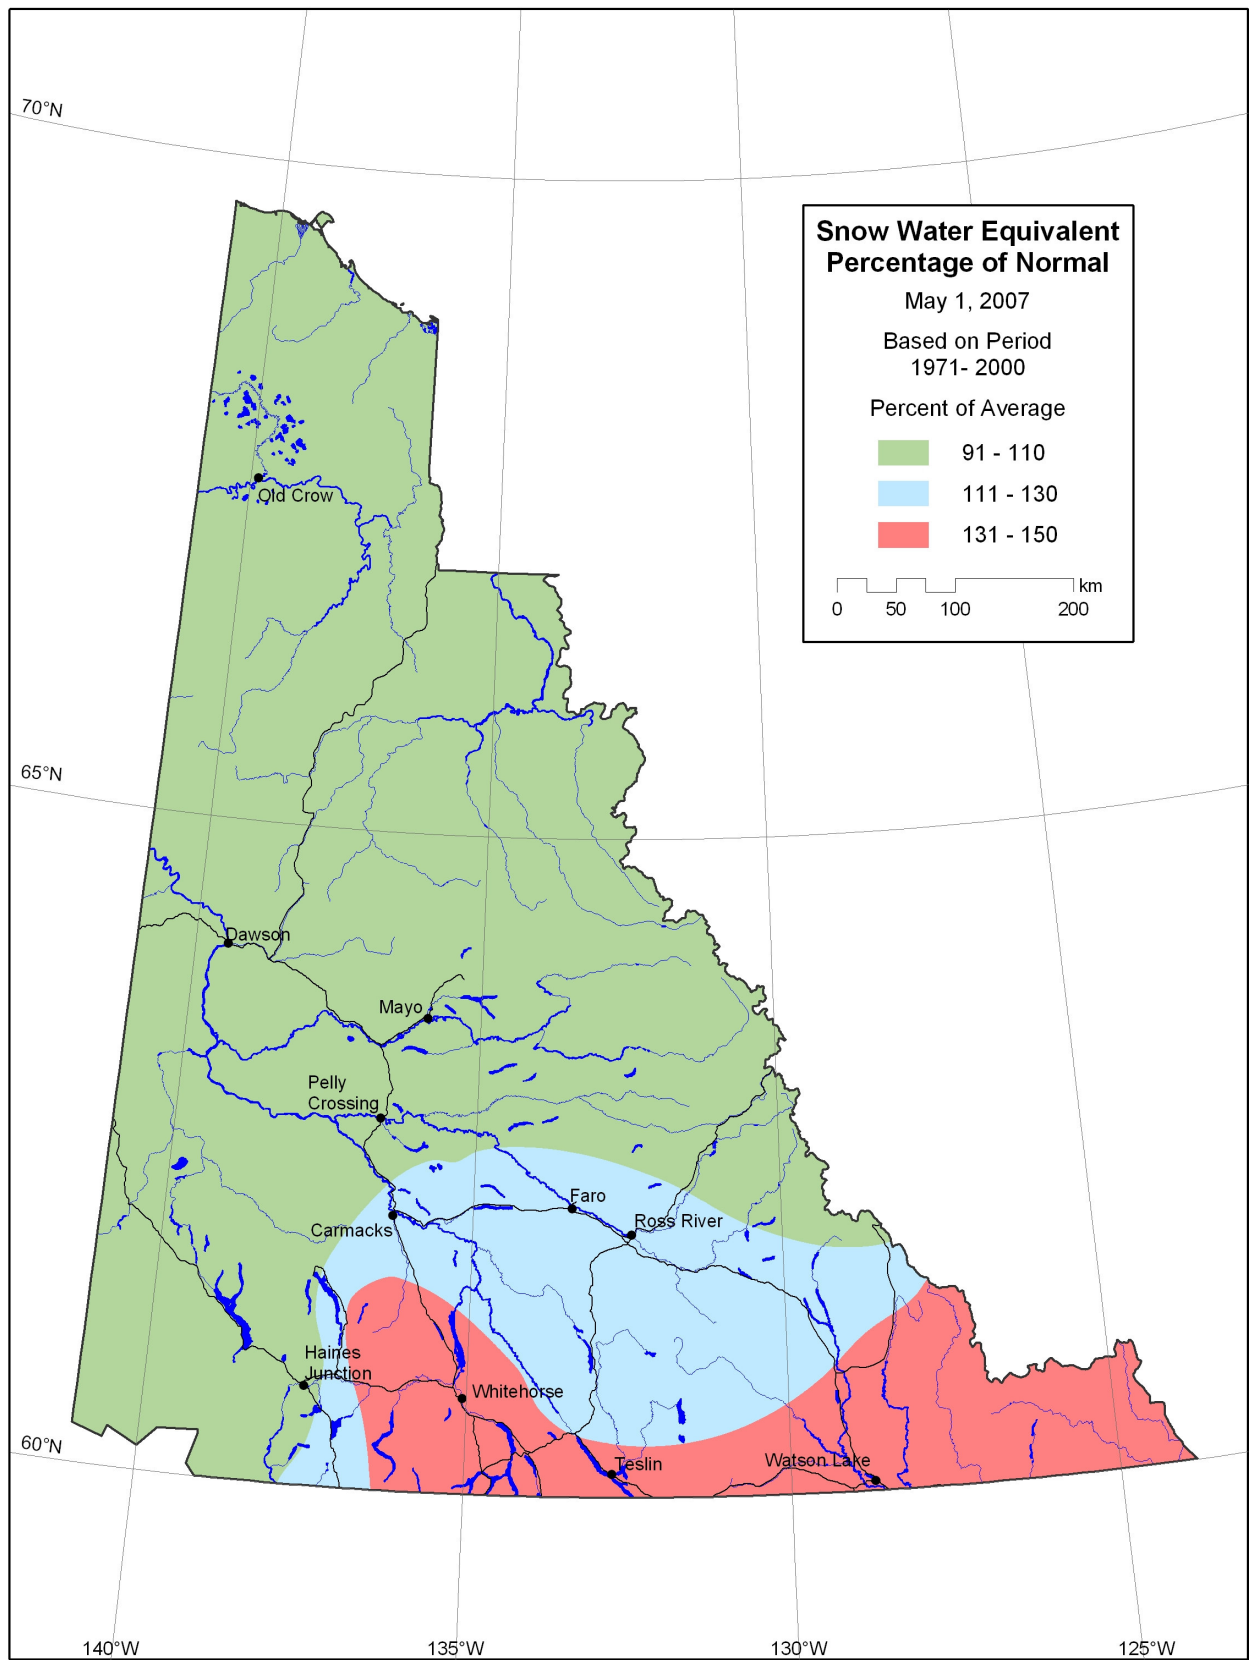 70°N
Snow Water Equivalent
Percentage of Normal
May 1, 2007
Based on Period
1971- 2000
Percent of Average
91 - 110
111 - 130
131 - 150
km
0 50 100 200
Old Crow
65°N
Dawson
Mayo
Pelly
Crossing
Faro
Ross River
Carmacks
Haines
Junction
Whitehorse
60°N
Teslin
Watson Lake
140°W 135°W 130°W 125°W